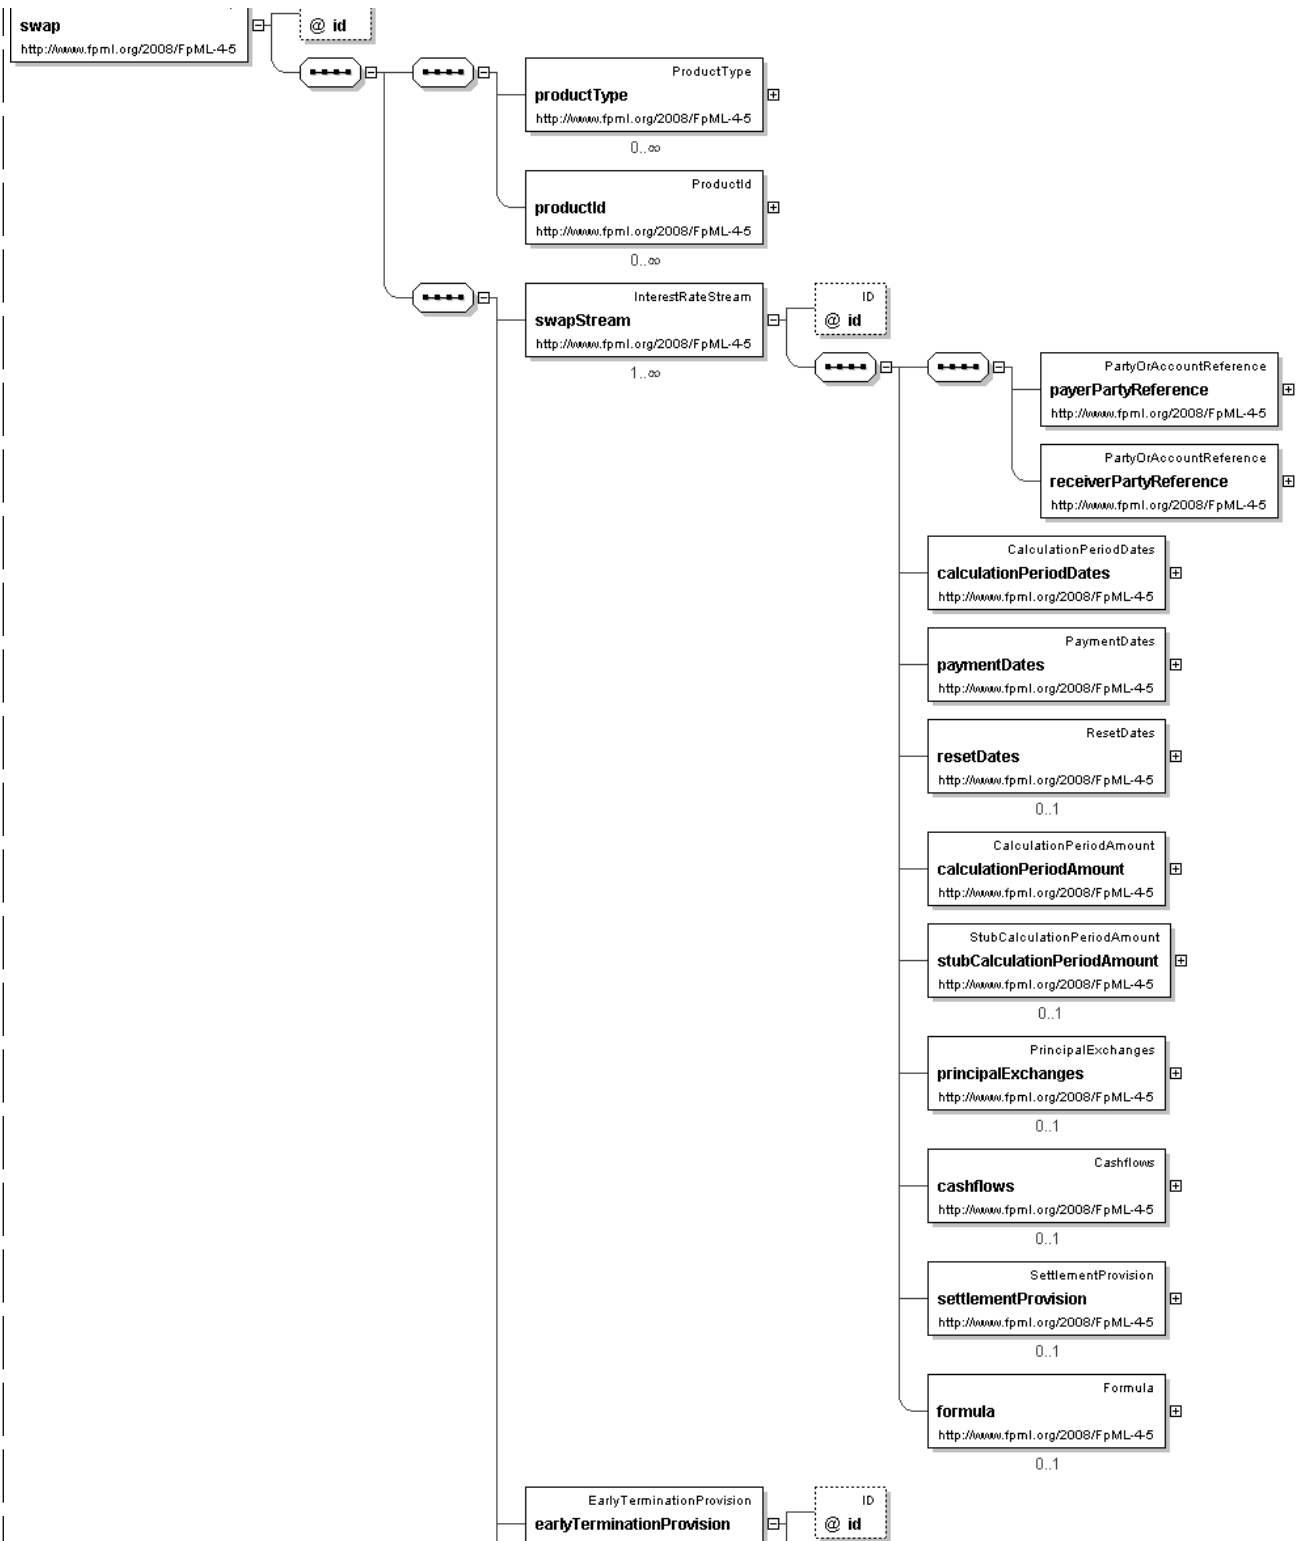 swap
http://www.fpml.org/2008/FpML-4-5
@ id
ProductType
productType
http://www.fpml.org/2008/FpML-4-5
0..∞
ProductId
productId
http://www.fpml.org/2008/FpML-4-5
0..∞
InterestRateStream
swapStream
http://www.fpml.org/2008/FpML-4-5
1..∞
ID
@ id
PartyOrAccountReference
payerPartyReference
http://www.fpml.org/2008/FpML-4-5
PartyOrAccountReference
receiverPartyReference
http://www.fpml.org/2008/FpML-4-5
CalculationPeriodDates
calculationPeriodDates
http://www.fpml.org/2008/FpML-4-5
PaymentDates
paymentDates
http://www.fpml.org/2008/FpML-4-5
ResetDates
resetDates
http://www.fpml.org/2008/FpML-4-5
0..1
CalculationPeriodAmount
calculationPeriodAmount
http://www.fpml.org/2008/FpML-4-5
StubCalculationPeriodAmount
stubCalculationPeriodAmount
http://www.fpml.org/2008/FpML-4-5
0..1
PrincipalExchanges
principalExchanges
http://www.fpml.org/2008/FpML-4-5
0..1
Cashflows
cashflows
http://www.fpml.org/2008/FpML-4-5
0..1
SettlementProvision
settlementProvision
http://www.fpml.org/2008/FpML-4-5
0..1
Formula
formula
http://www.fpml.org/2008/FpML-4-5
0..1
EarlyTerminationProvision
earlyTerminationProvision
ID
@ id